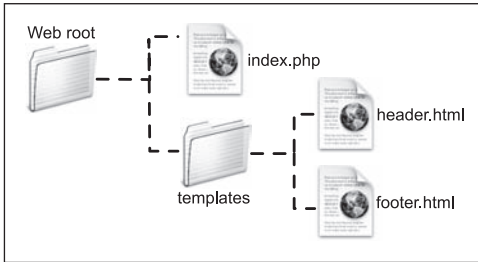 Web root
index.php
header.html
templates
footer.html